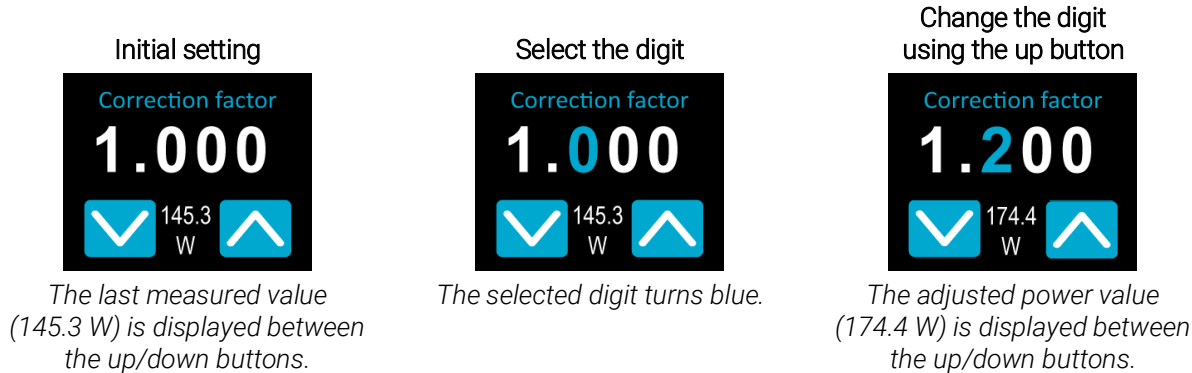 Initial setting
Correction factor
1.000
145.3
W
The last measured value
(145.3 W) is displayed between
the up/down buttons.
Select the digit
Correction factor
1.000
145.3
W
The selected digit turns blue.
Change the digit
using the up button
Correction factor
1.200
174.4
W
The adjusted power value
(174.4 W) is displayed between
the up/down buttons.